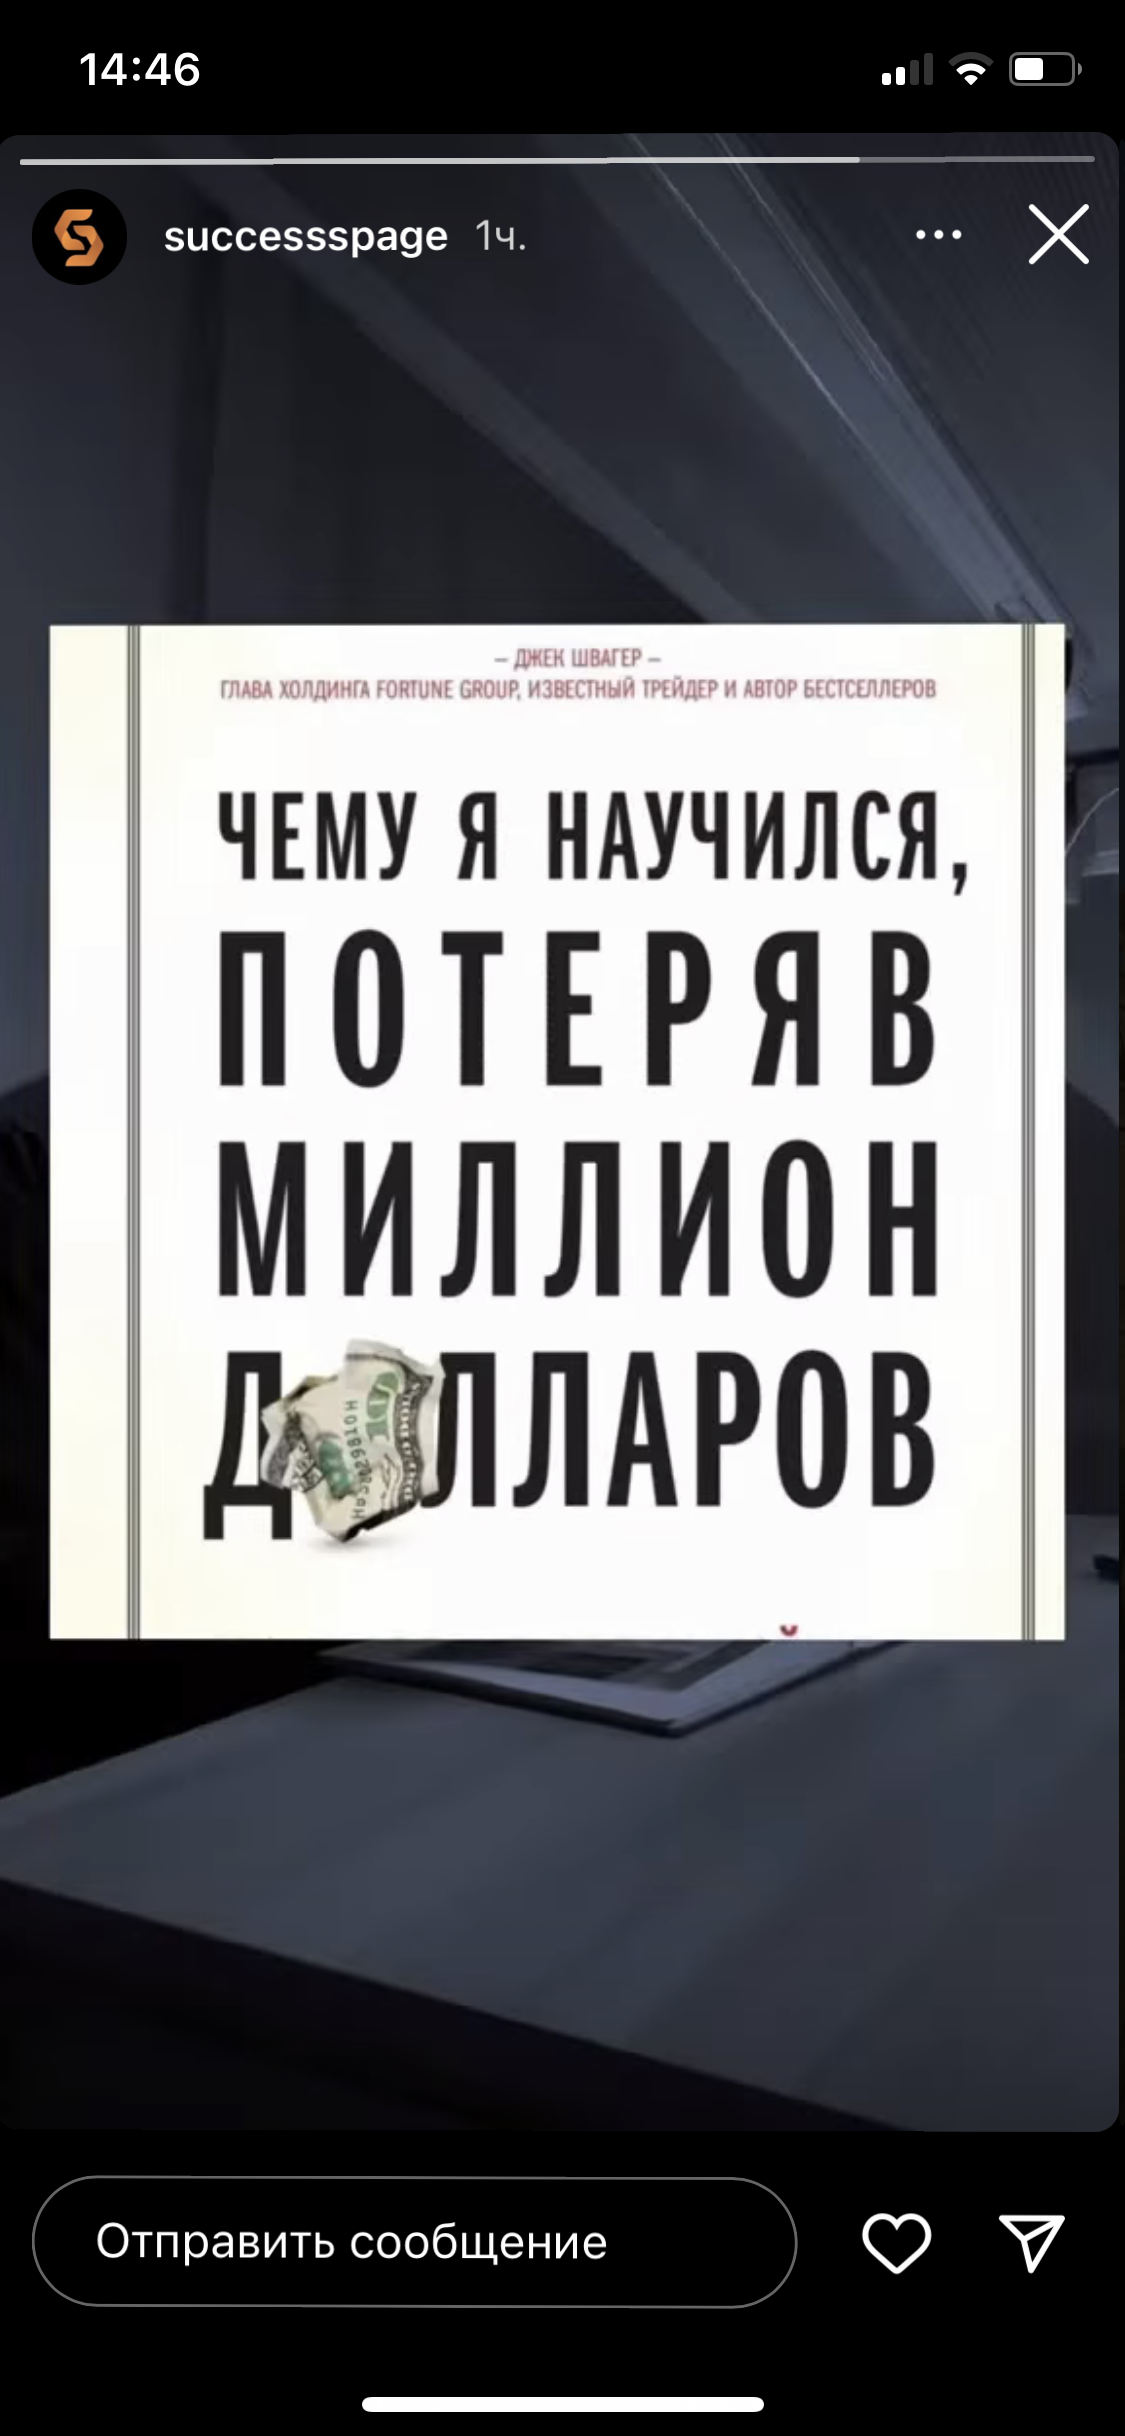 14:46
successspage 1ч.
– ДЖЕК ШВАГЕР –
ГЛАВА ХОЛДИНГА FORTUNE GROUP, ИЗВЕСТНЫЙ ТРЕЙДЕР И АВТОР БЕСТСЕЛЛЕРОВ
ЧЕМУ Я НАУЧИЛСЯ,
ПОТЕРЯВ
МИЛЛИОН
ДОЛЛАРОВ
Отправить сообщение